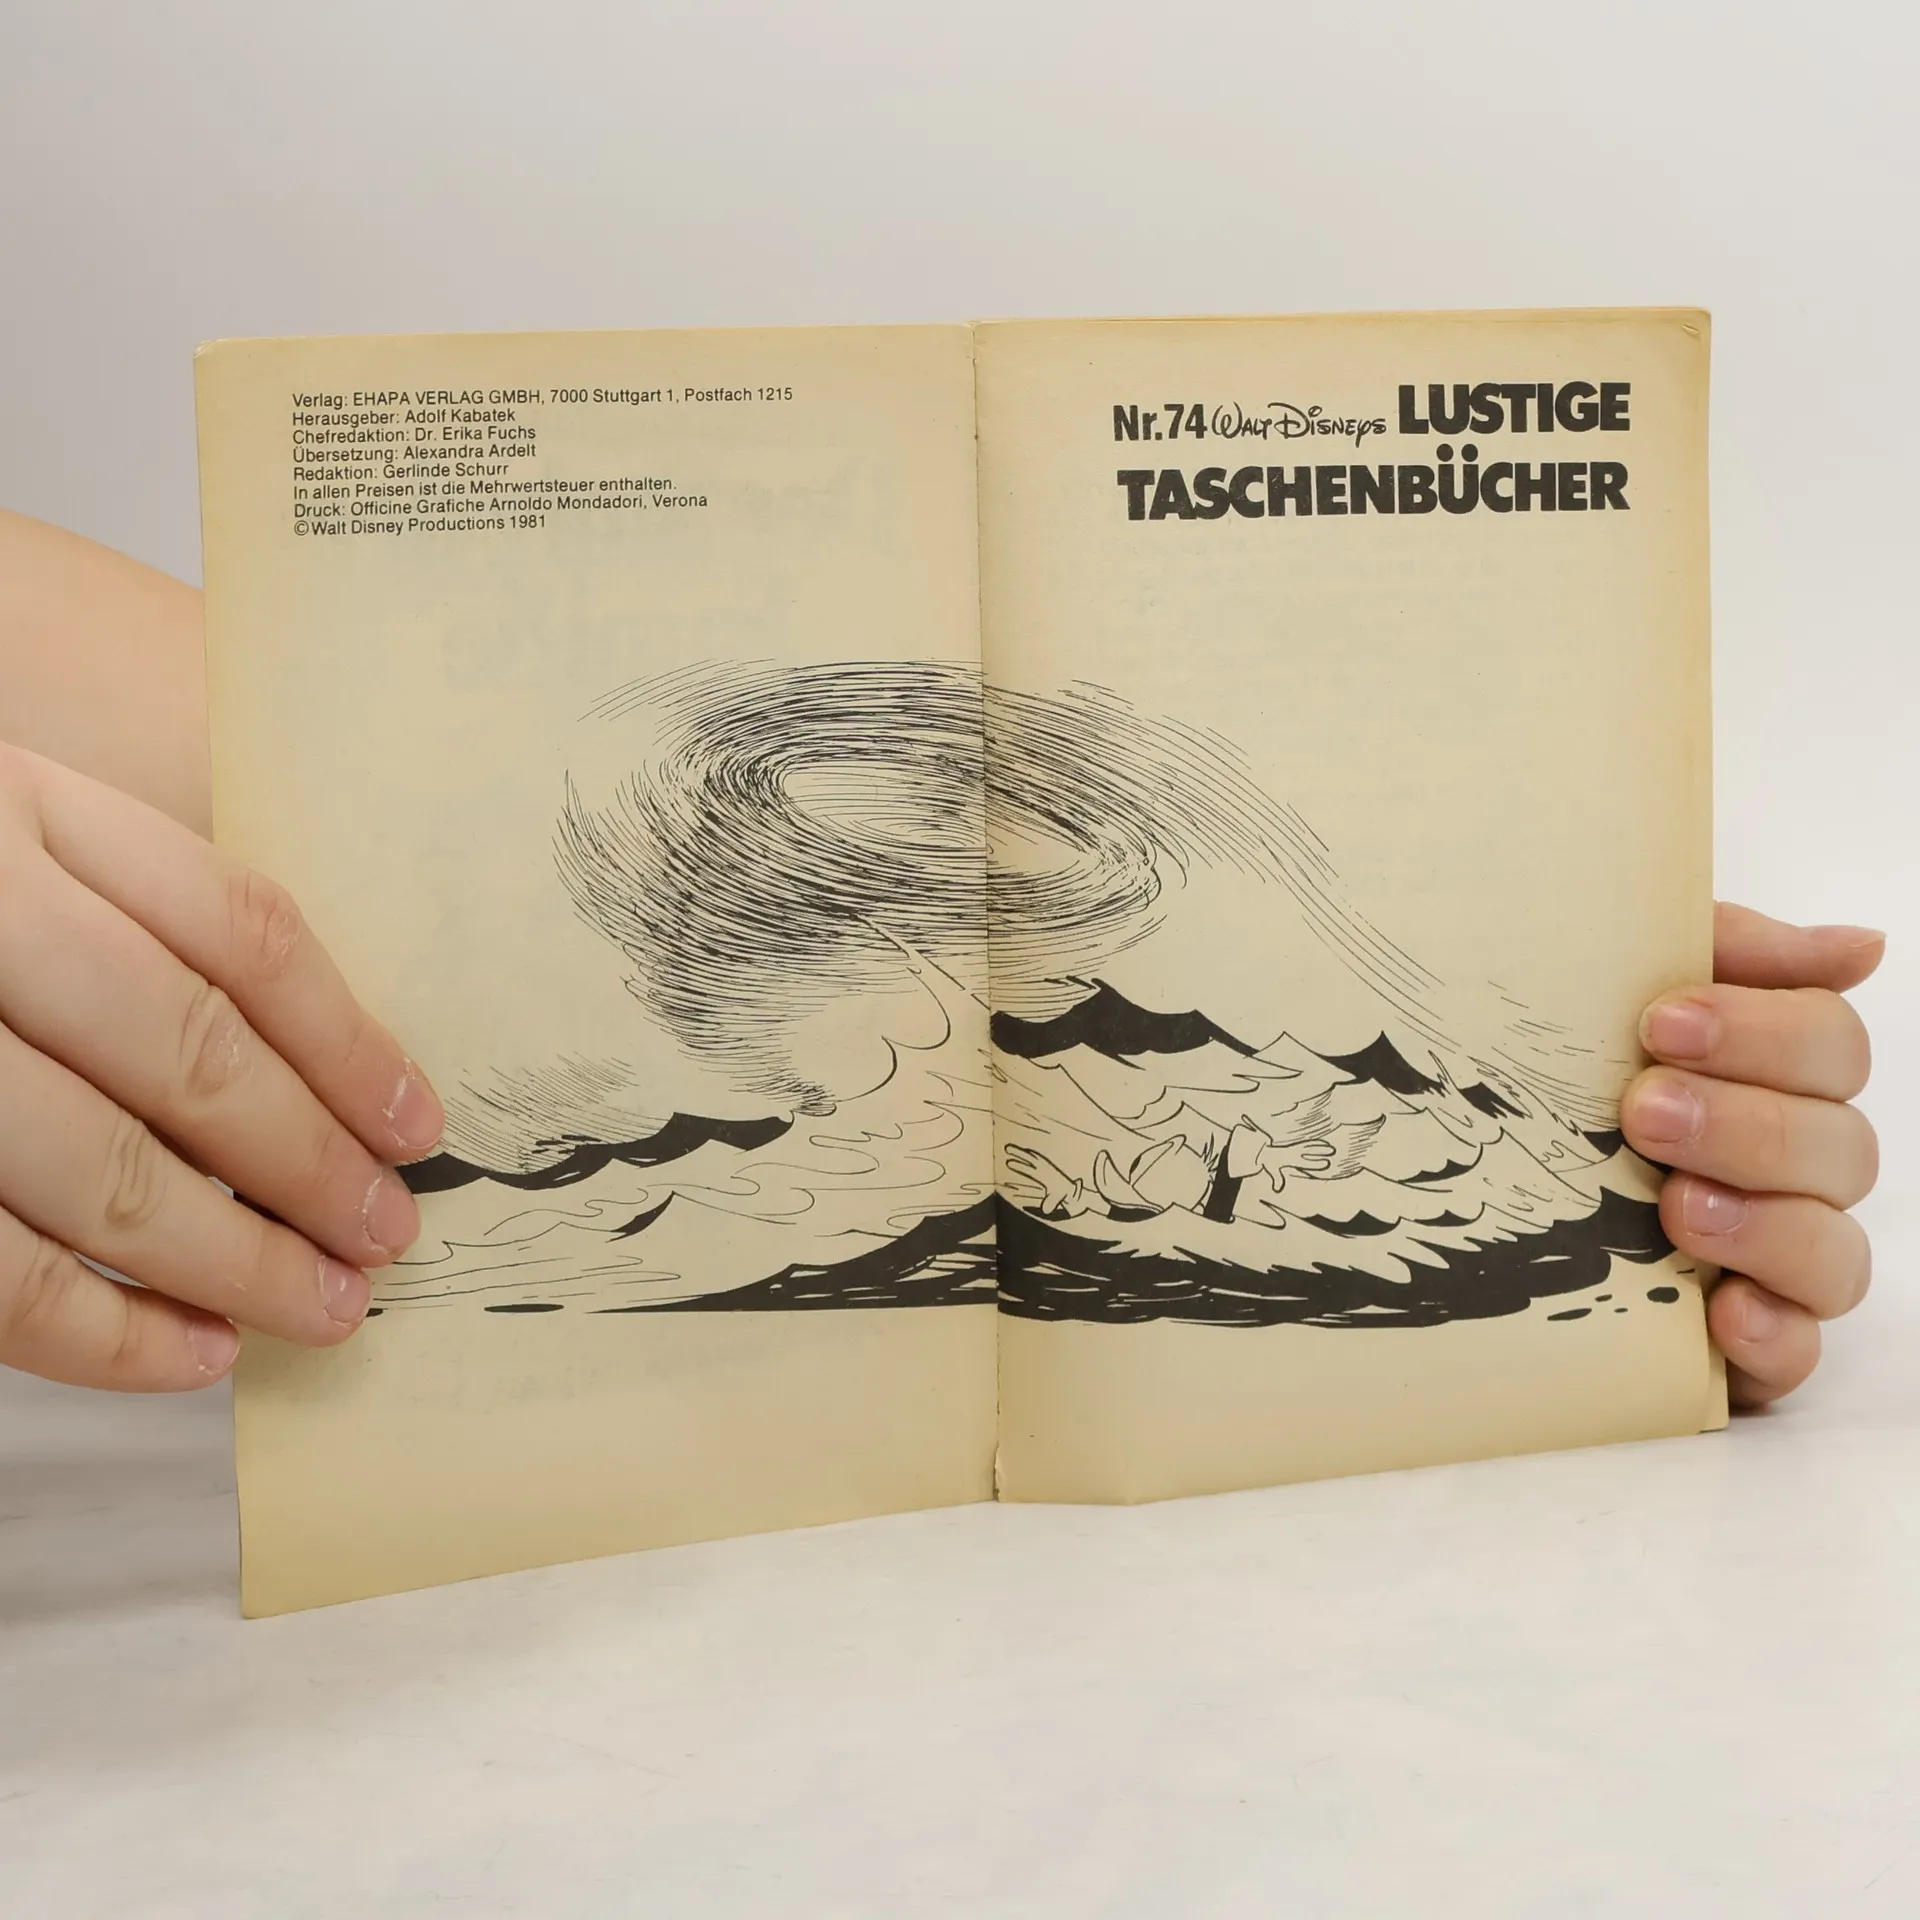 Verlag: EHAPA VERLAG GMBH, 7000 Stuttgart 1, Postfach 1215
Herausgeber: Adolf Kabatek
Chefredaktion: Dr. Erika Fuchs
Übersetzung: Alexandra Ardelt
Redaktion: Gerlinde Schurr
In allen Preisen ist die Mehrwertsteuer enthalten.
Druck: Officine Grafiche Arnoldo Mondadori, Verona
© Walt Disney Productions 1981
Nr.74 WALT DISNEYS LUSTIGE
TASCHENBÜCHER